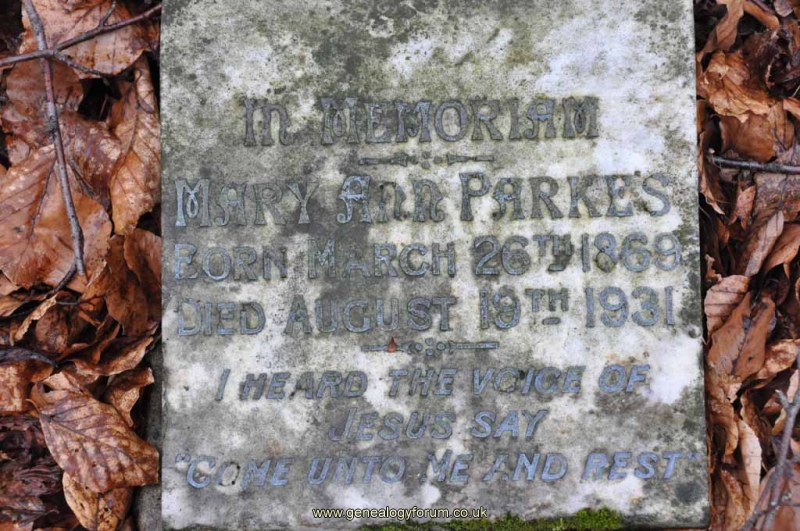 In Memoriam
Mary Ann Parkes
Born March 26th 1869
Died August 19th 1931
I HEARD THE VOICE OF
JESUS SAY
"COME UNTO ME AND REST"
www.genealogyforum.co.uk